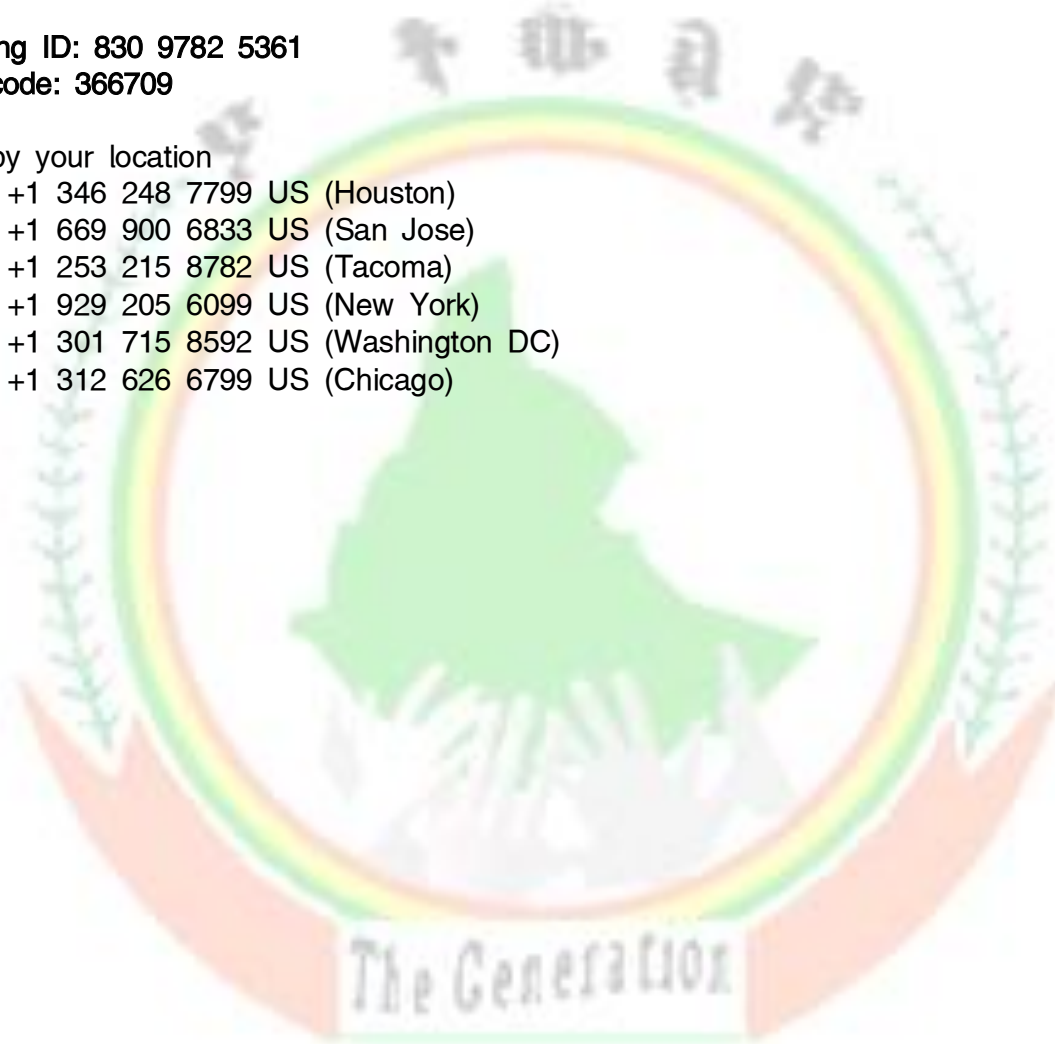 ng ID: 830 9782 5361
code: 366709
by your location
+1 346 248 7799 US (Houston)
+1 669 900 6833 US (San Jose)
+1 253 215 8782 US (Tacoma)
+1 929 205 6099 US (New York)
+1 301 715 8592 US (Washington DC)
+1 312 626 6799 US (Chicago)
The Generation